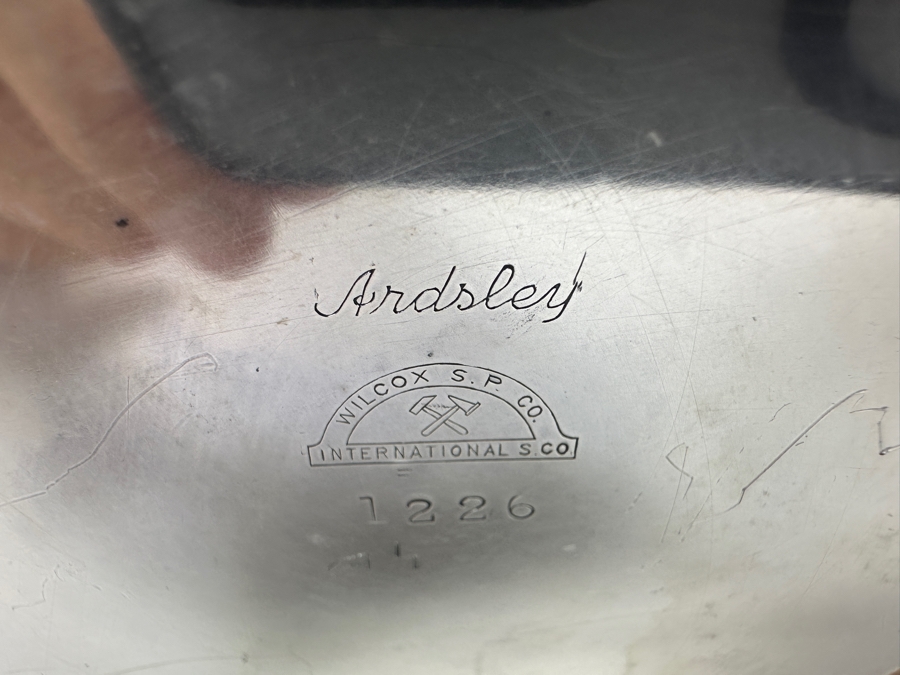 Ardsley
WILCOX S.P. CO.
INTERNATIONAL S.CO.
1226